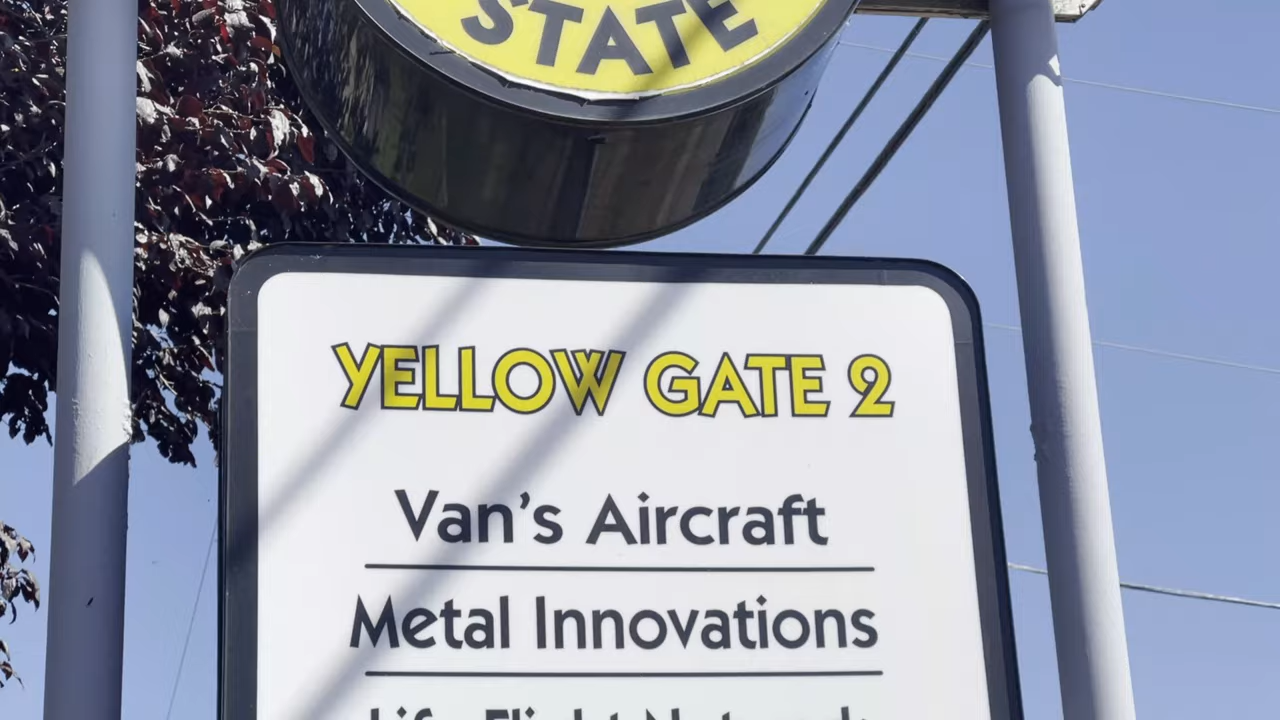 STATE
YELLOW GATE 2
Van's Aircraft
Metal Innovations
Life Flight Network